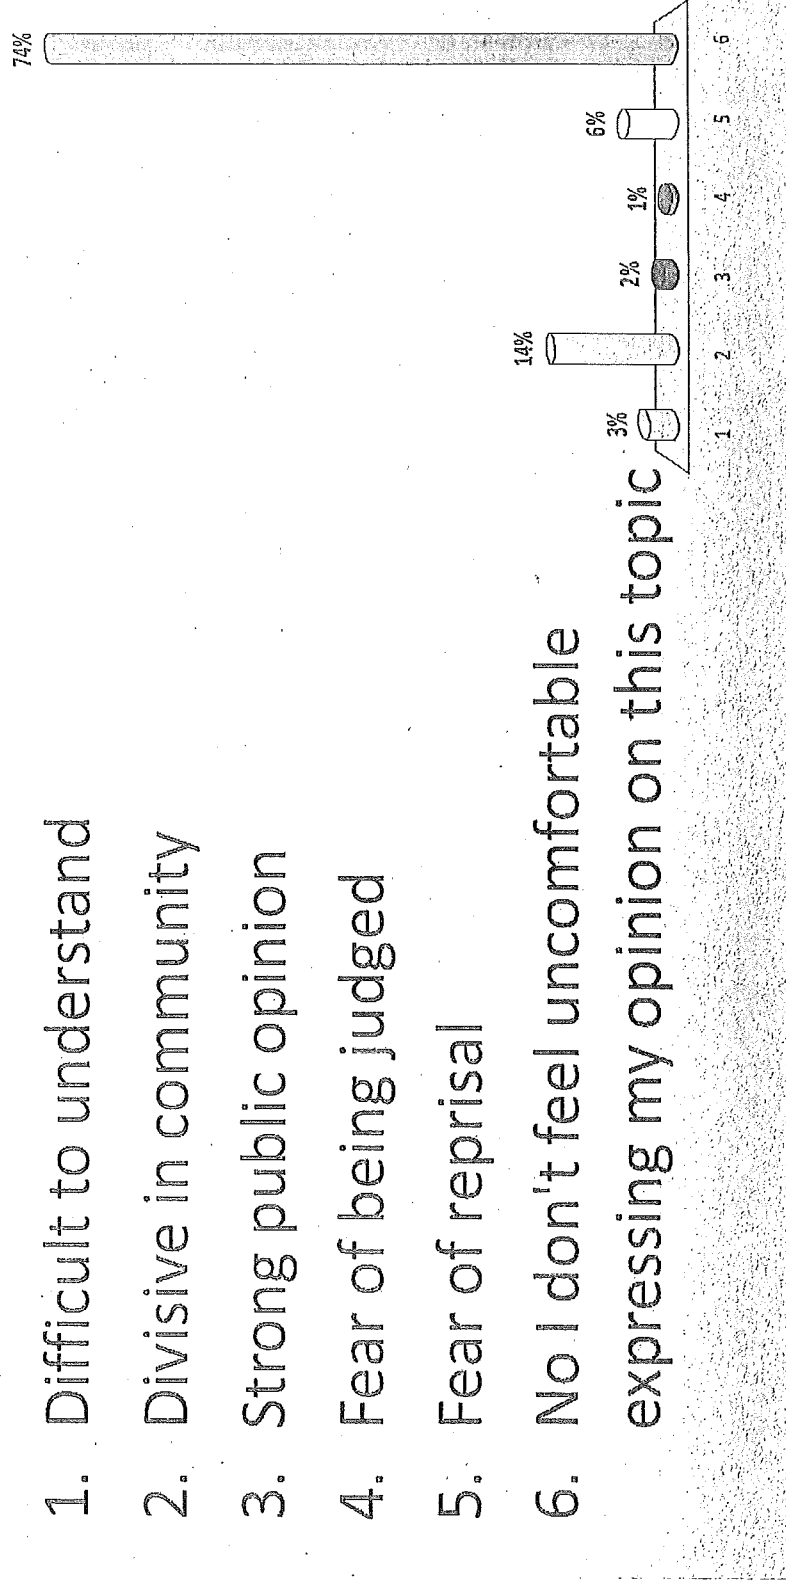 1. Difficult to understand
2. Divisive in community
3. Strong public opinion
4. Fear of being judged
5. Fear of reprisal
6. No I don't feel uncomfortable
expressing my opinion on this topic
3%
14%
2%
1%
6%
74%
1
2
3
4
5
6